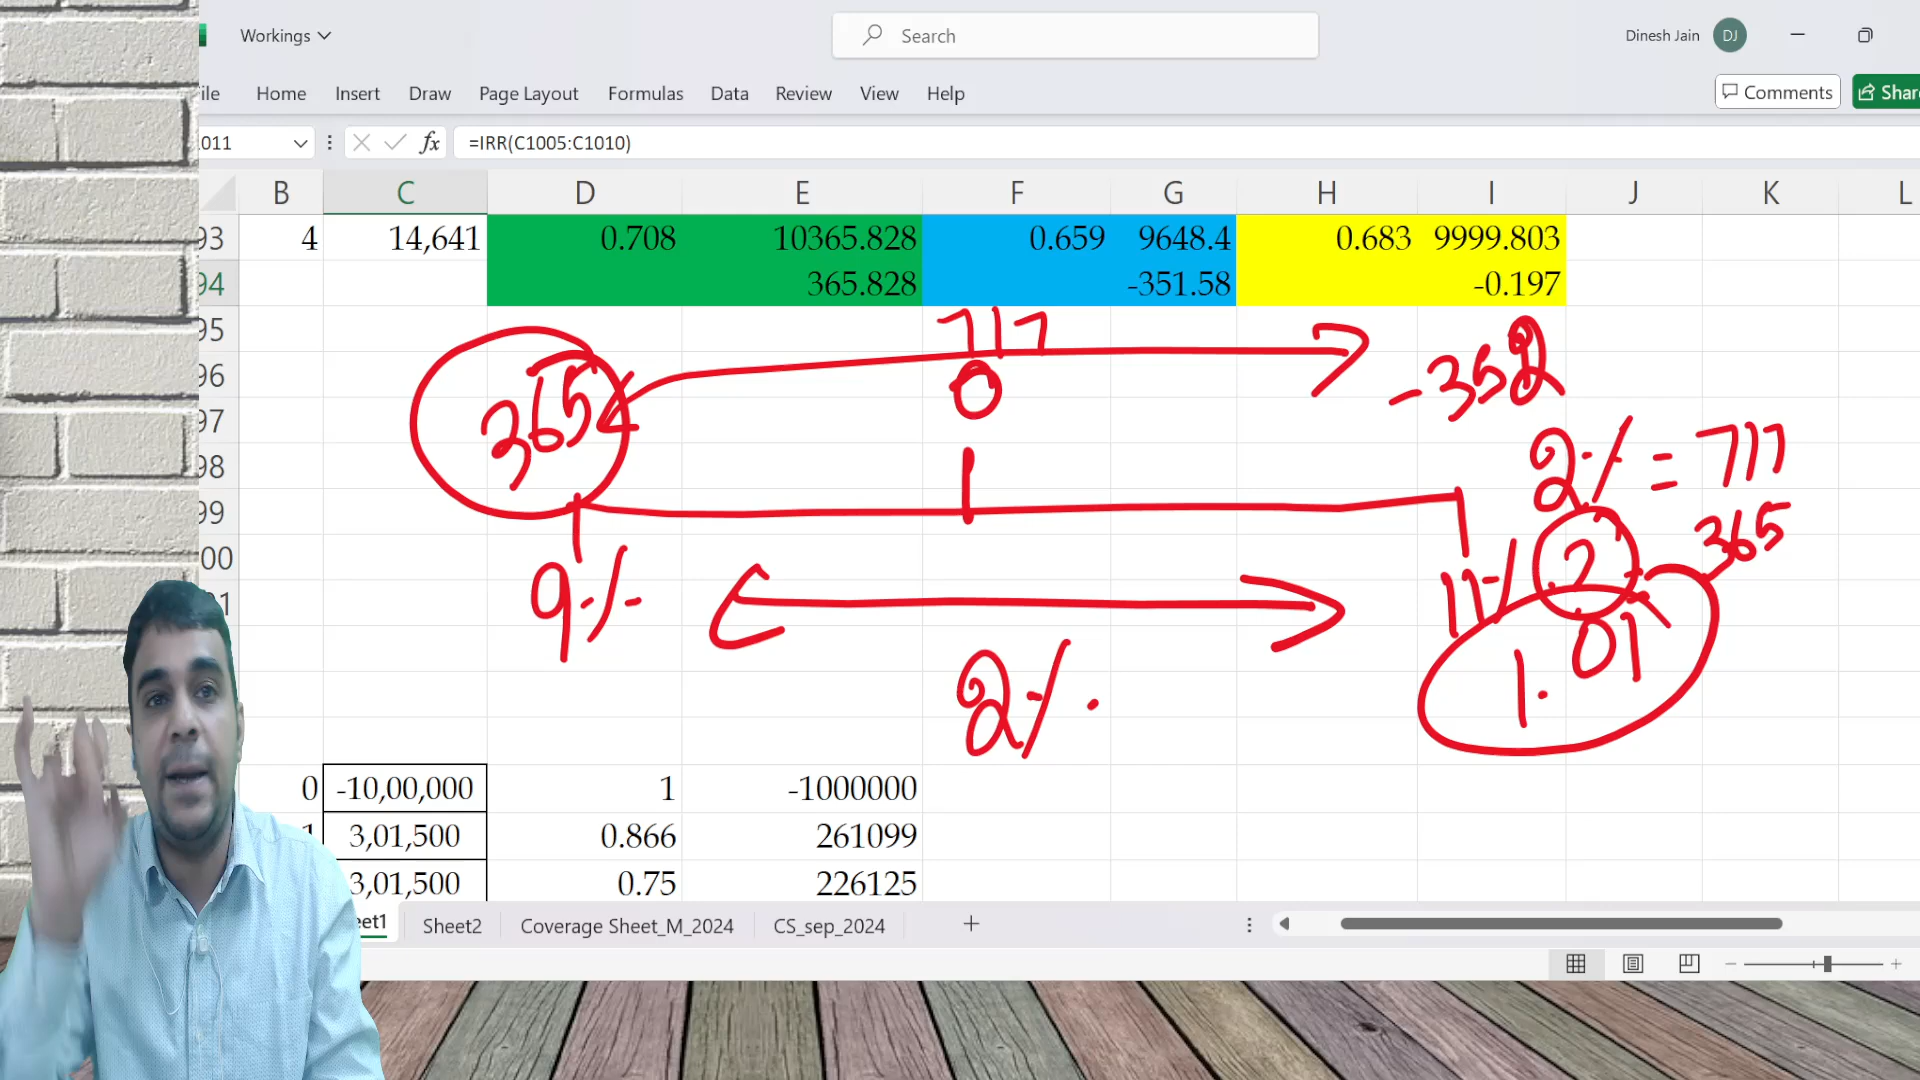 Workings
Search
Dinesh Jain DJ
ile Home Insert Draw Page Layout Formulas Data Review View Help
Comments Share
011 fx =IRR(C1005:C1010)
B C D E F G H I J K L
93 4 14,641 0.708 10365.828 0.659 9648.4 0.683 9999.803
94 365.828 -351.58 -0.197
95 717
96 365 0 -352
97
98 2% = 717
99 365
00 9% 11% 2
1 1.01
2%.
0 -10,00,000 1 -1000000
1 3,01,500 0.866 261099
3,01,500 0.75 226125
eet1 Sheet2 Coverage Sheet_M_2024 CS_sep_2024 +